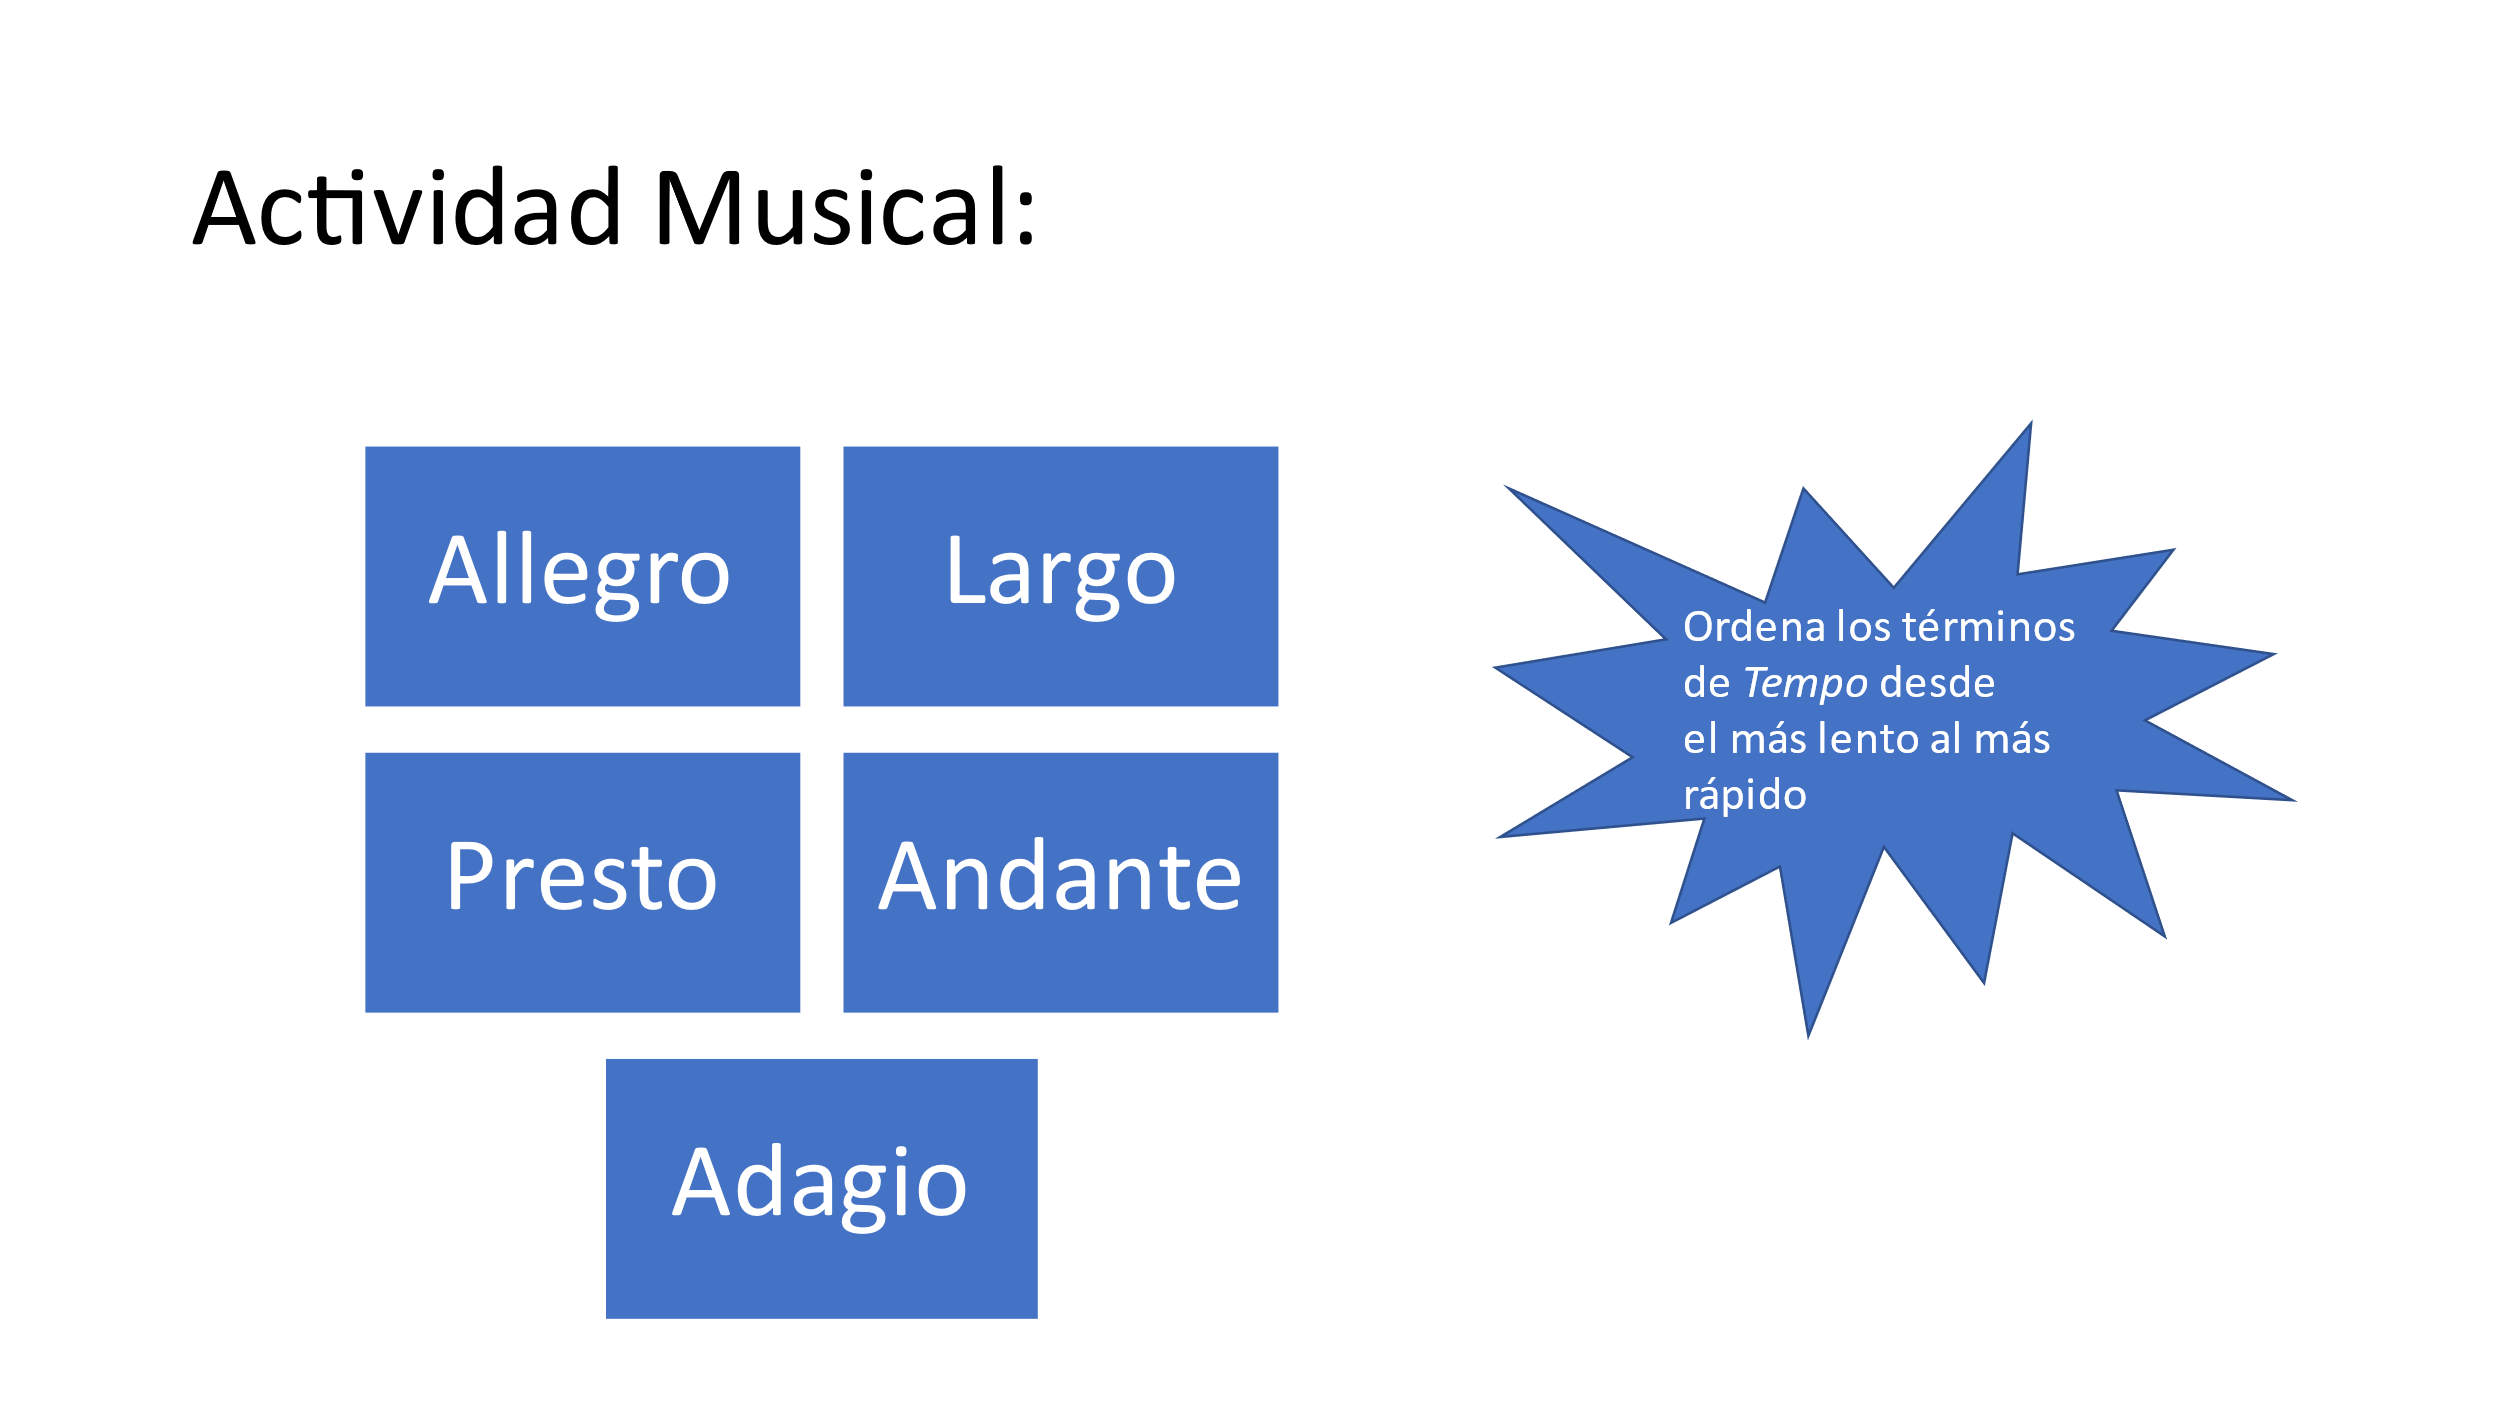 Actividad Musical:
Allegro
Largo
Presto
Andante
Adagio
Ordena los términos
de Tempo desde
el más lento al más
rápido